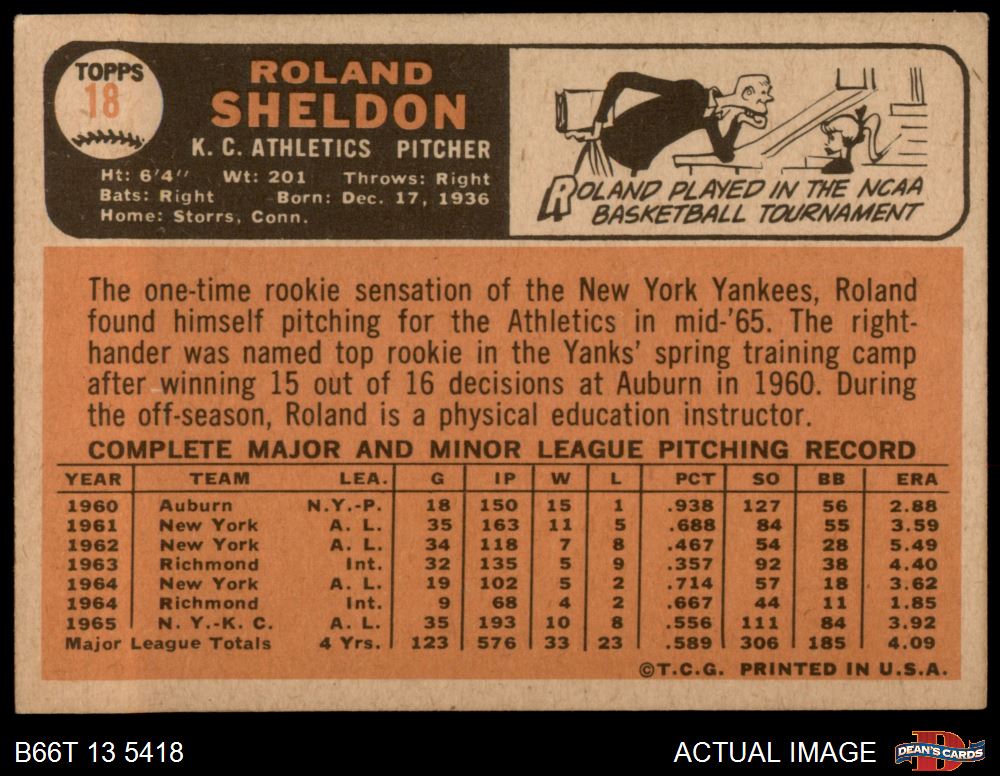 TOPPS
18
ROLAND
SHELDON
K. C. ATHLETICS PITCHER
Ht: 6'4" Wt: 201 Throws: Right
Bats: Right Born: Dec. 17, 1936
Home: Storrs, Conn.
ROLAND PLAYED IN THE NCAA
BASKETBALL TOURNAMENT
The one-time rookie sensation of the New York Yankees, Roland
found himself pitching for the Athletics in mid-'65. The right-
hander was named top rookie in the Yanks' spring training camp
after winning 15 out of 16 decisions at Auburn in 1960. During
the off-season, Roland is a physical education instructor.
COMPLETE MAJOR AND MINOR LEAGUE PITCHING RECORD
YEAR TEAM LEA. G IP W L PCT SO BB ERA
1960 Auburn N.Y.-P. 18 150 15 1 .938 127 56 2.88
1961 New York A. L. 35 163 11 5 .688 84 55 3.59
1962 New York A. L. 34 118 7 8 .467 54 28 5.49
1963 Richmond Int. 32 135 5 9 .357 92 38 4.40
1964 New York A. L. 19 102 5 2 .714 57 18 3.62
1964 Richmond Int. 9 68 4 2 .667 44 11 1.85
1965 N. Y.-K. C. A. L. 35 193 10 8 .556 111 84 3.92
Major League Totals 4 Yrs. 123 576 33 23 .589 306 185 4.09
©T.C.G. PRINTED IN U.S.A.
B66T 13 5418
ACTUAL IMAGE
DEAN'S CARDS